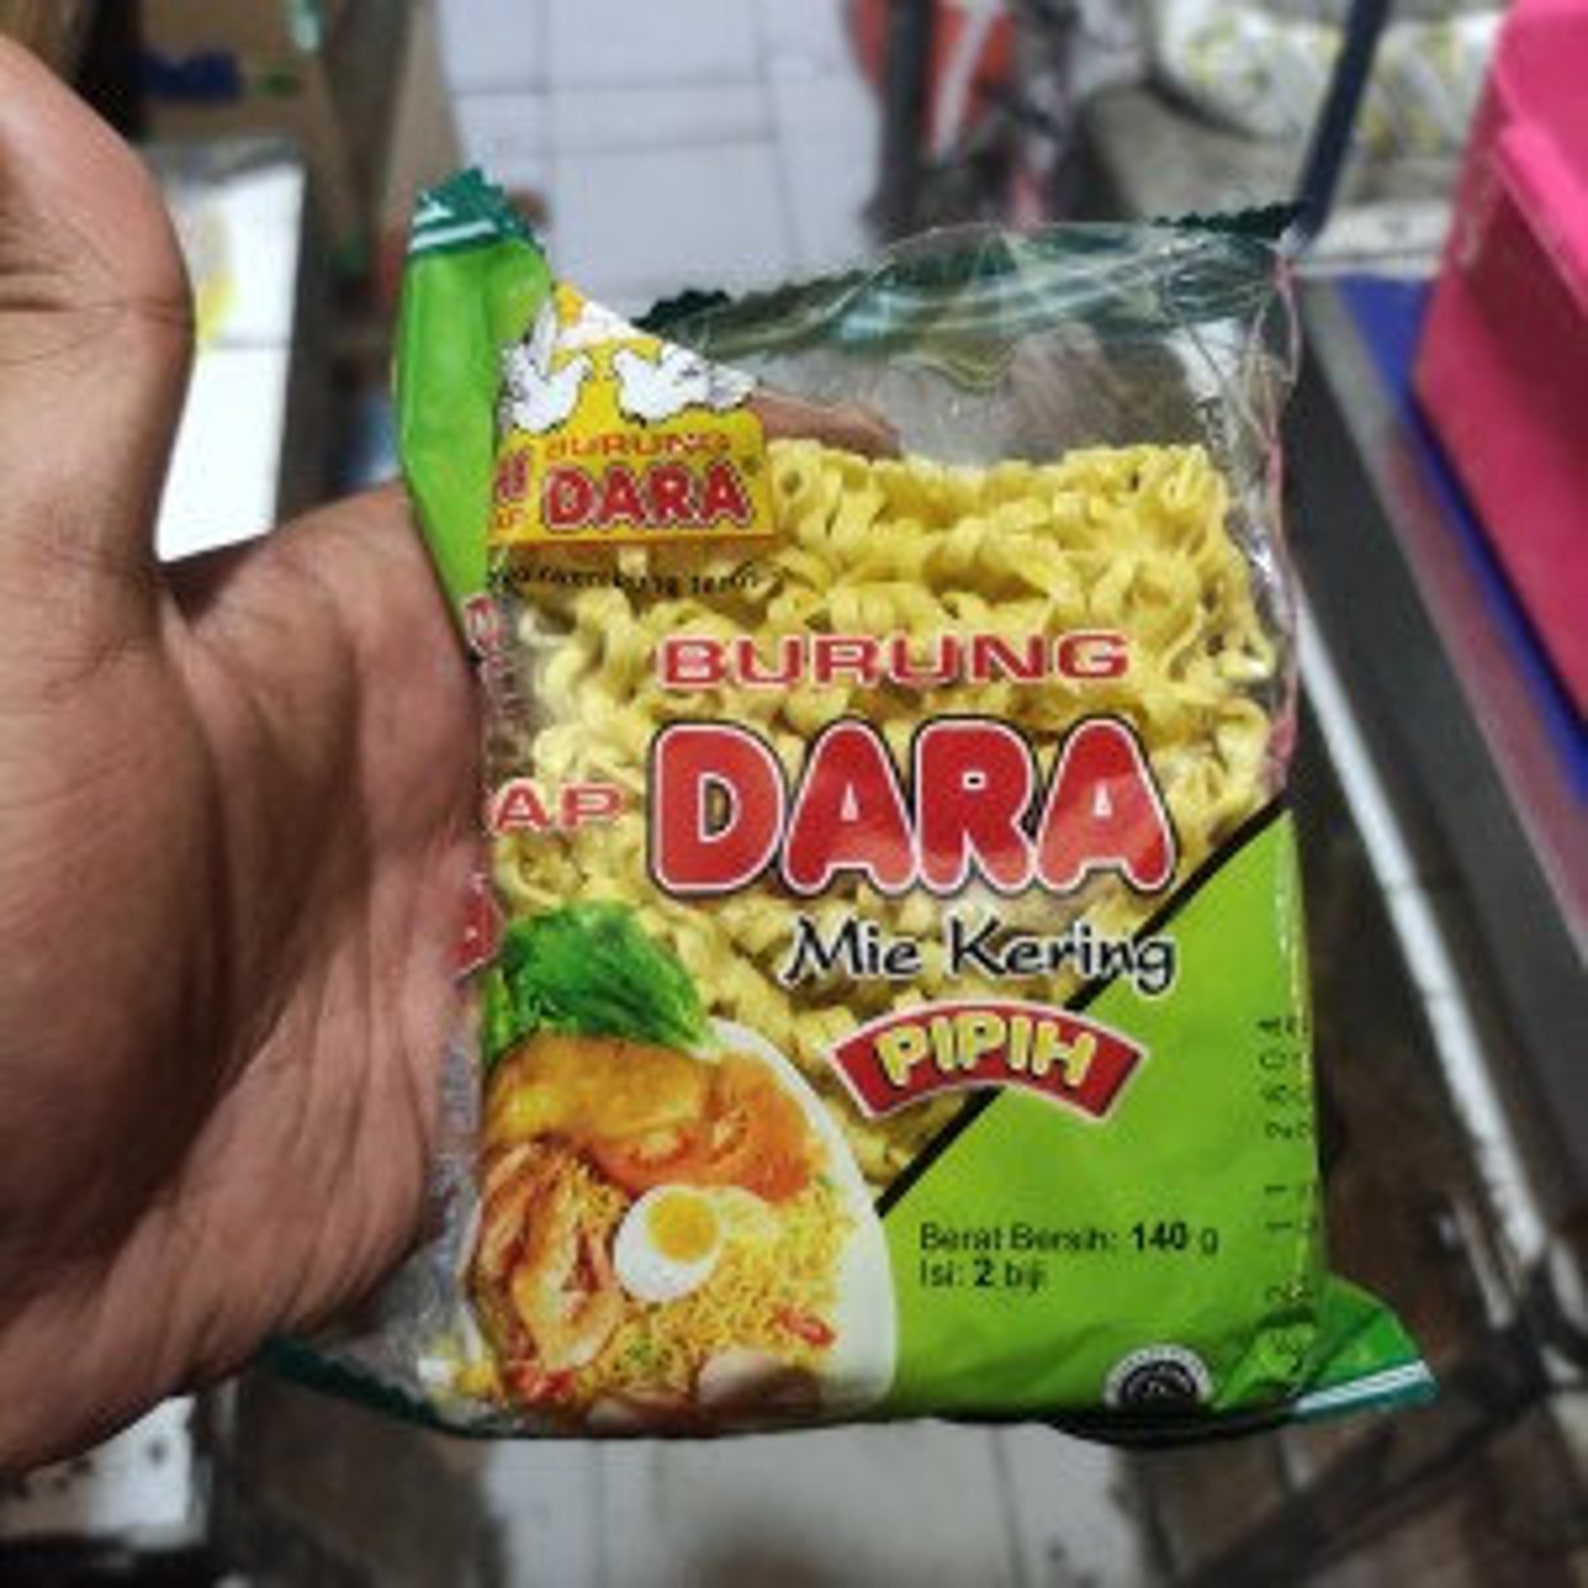 BURUNG
DARA
BURUNG
AP DARA
Mie Kering
PIPIH
Berat Bersih: 140 g
Isi: 2 biji